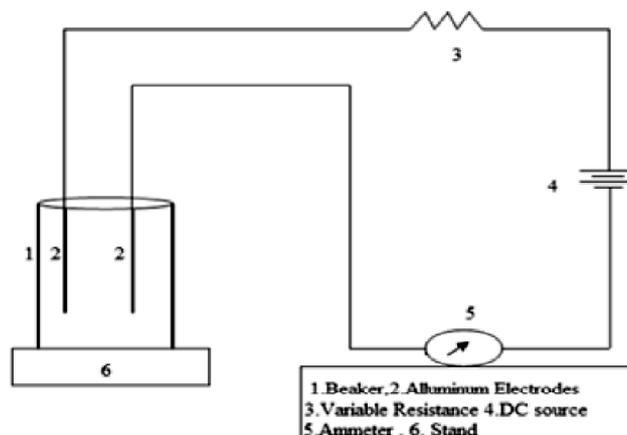 3
4
1 2 2
5
6
1.Beaker,2.Alluminum Electrodes
3.Variable Resistance 4.DC source
5.Ammeter , 6. Stand